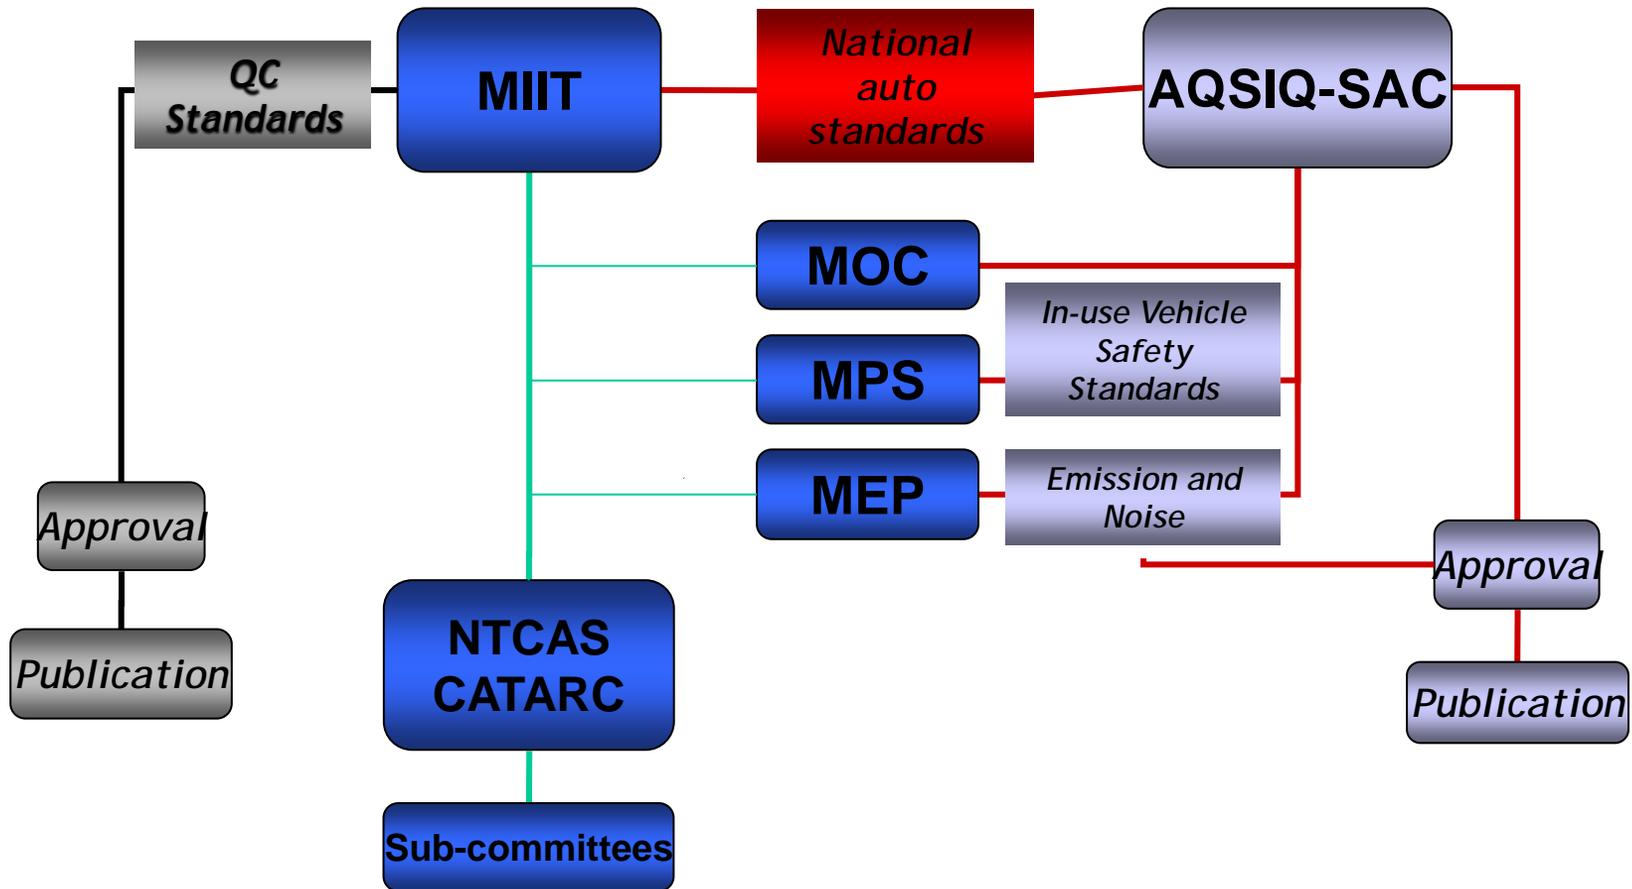 QC
Standards
MIIT
National
auto
standards
AQSIQ-SAC
MOC
In-use Vehicle
Safety
Standards
MPS
MEP
Emission and
Noise
Approval
Approval
NTCAS
CATARC
Publication
Publication
Sub-committees